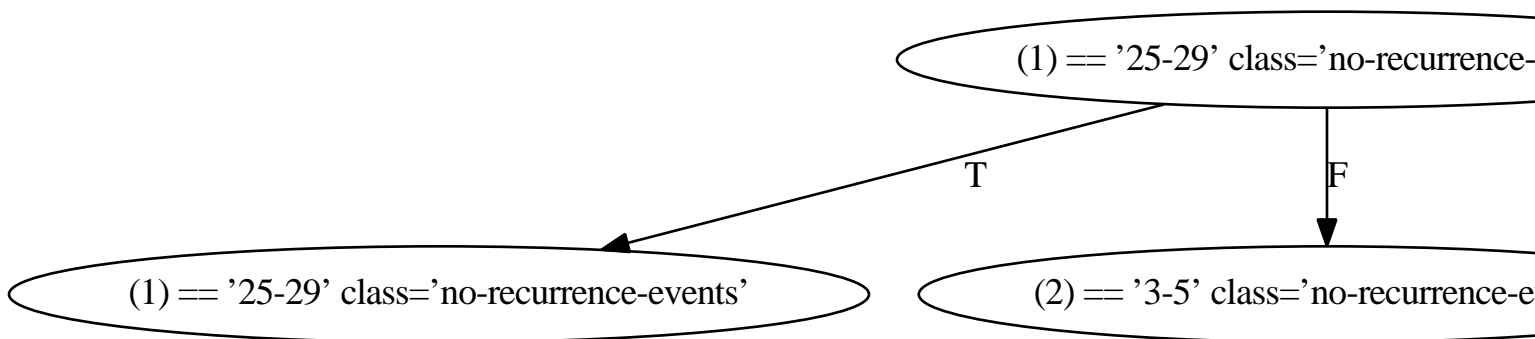 (1) == ’25-29’ class=’no-recurrence-
T
F
(1) == ’25-29’ class=’no-recurrence-events’
(2) == ’3-5’ class=’no-recurrence-e